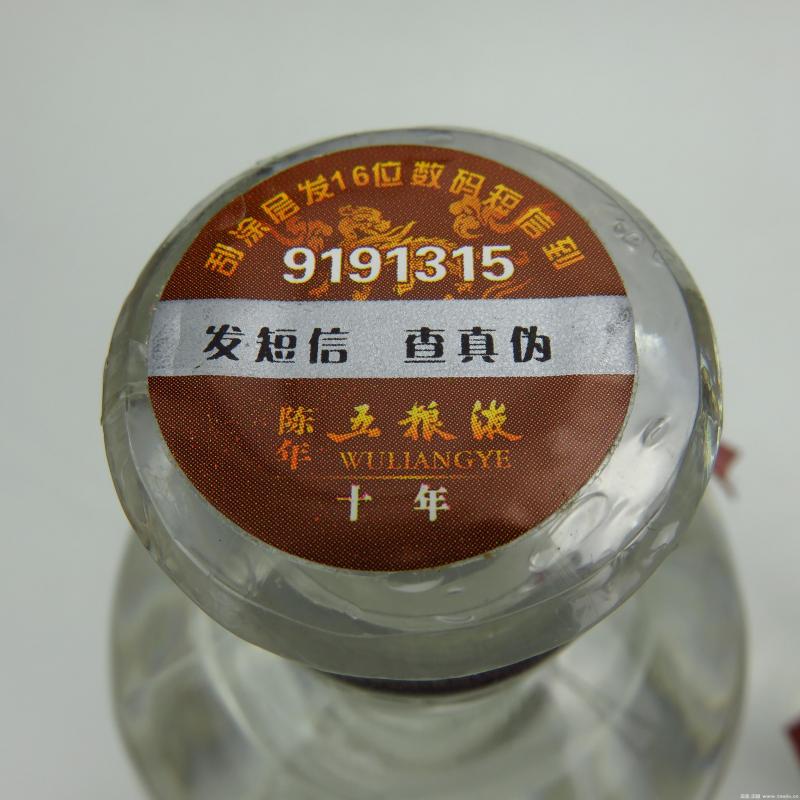 刮涂层发16位数码短信到
9191315
发短信 查真伪
陈年 五粮液
WULIANGYE
十年